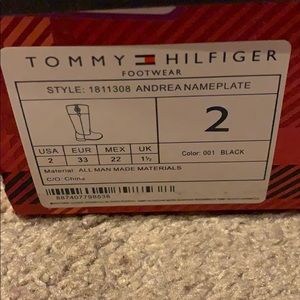 TOMMY HILFIGER
FOOTWEAR
STYLE: 1811308 ANDREA NAMEPLATE
2
USA EUR MEX UK
2 33 22 1½
Color: 001 BLACK
Material: ALL MAN MADE MATERIALS
C/O: China
887407798536